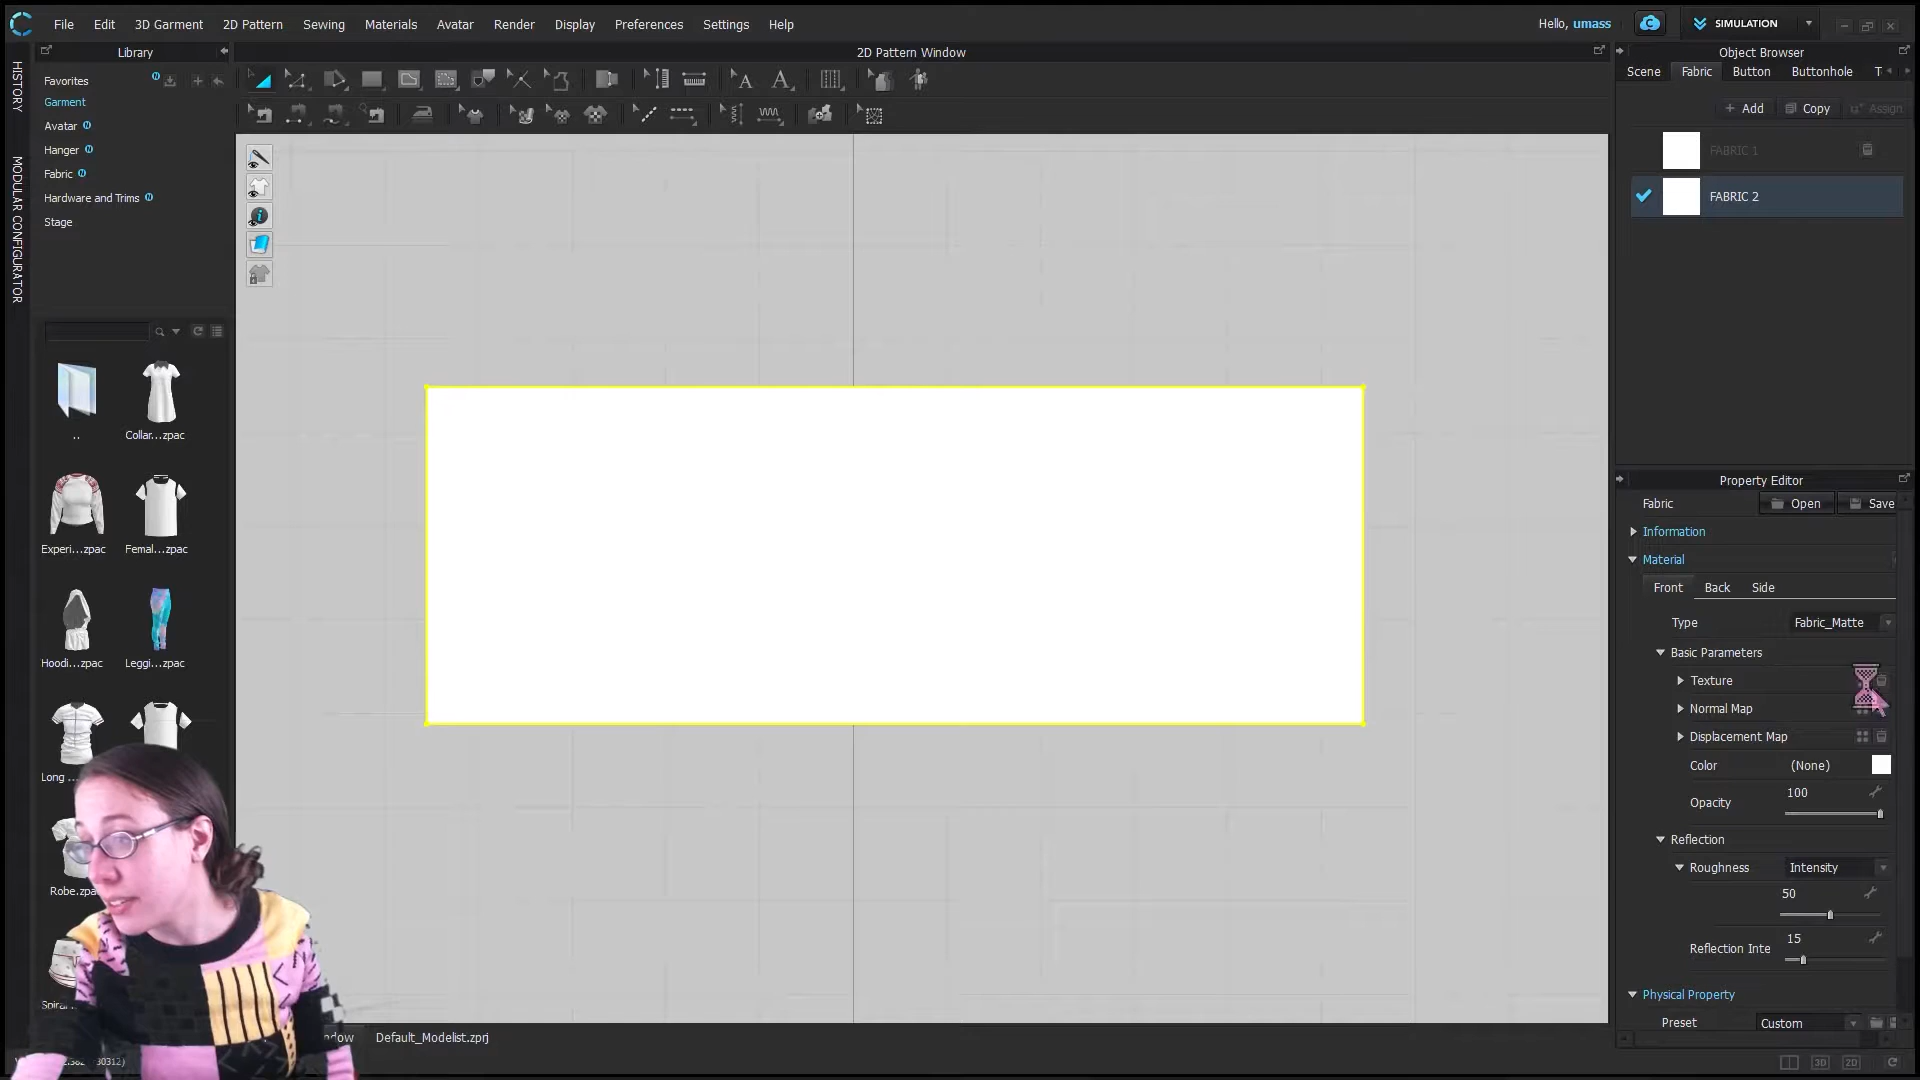 File Edit 3D Garment 2D Pattern Sewing Materials Avatar Render Display Preferences Settings Help
Hello, umass
SIMULATION
HISTORY
MODULAR CONFIGURATOR
Library
Favorites
Garment
Avatar
Hanger
Fabric
Hardware and Trims
Stage
..
Collar...zpac
Experi...zpac
Femal...zpac
Hoodi...zpac
Leggi...zpac
Long
Robe.zpa
Spiral
2D Pattern Window
Default_Modelist.zprj
Object Browser
Scene Fabric Button Buttonhole T
+ Add Copy Assign
FABRIC 1
FABRIC 2
Property Editor
Fabric Open Save
Information
Material
Front Back Side
Type Fabric_Matte
Basic Parameters
Texture
Normal Map
Displacement Map
Color (None)
Opacity 100
Reflection
Roughness Intensity
50
Reflection Inte 15
Physical Property
Preset Custom
3D 2D